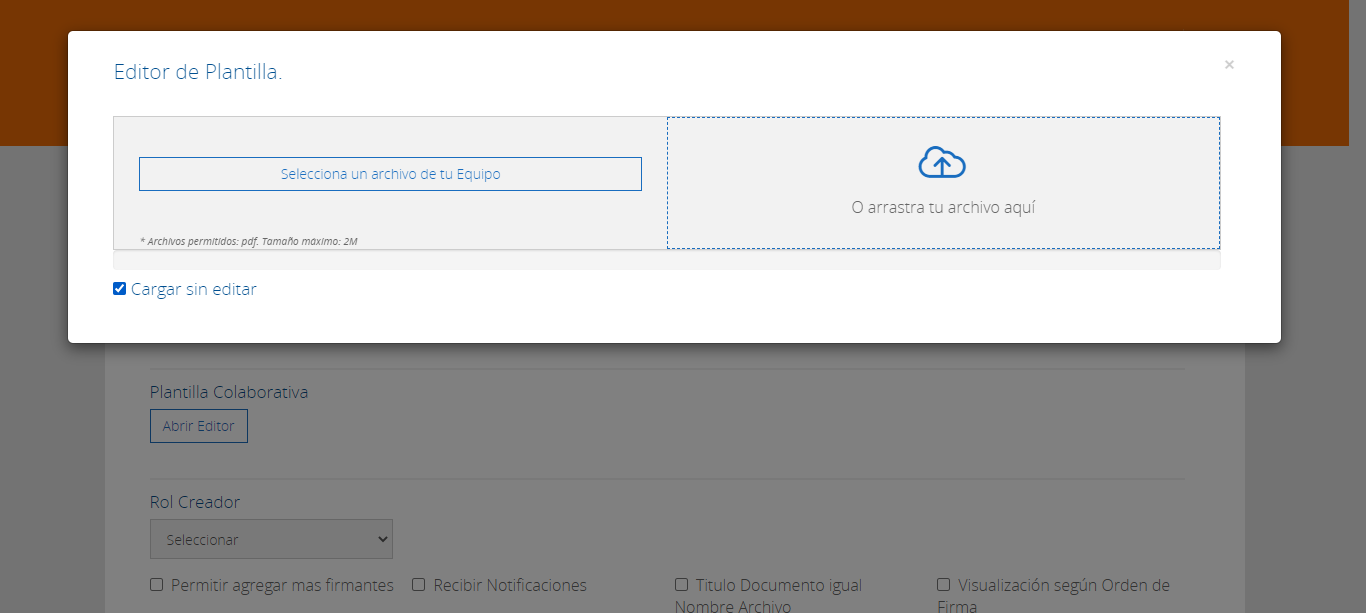 Editor de Plantilla.
×
Selecciona un archivo de tu Equipo
O arrastra tu archivo aquí
* Archivos permitidos: pdf. Tamaño máximo: 2M
Cargar sin editar
Plantilla Colaborativa
Abrir Editor
Rol Creador
Seleccionar
Permitir agregar mas firmantes
Recibir Notificaciones
Titulo Documento igual
Nombre Archivo
Visualización según Orden de
Firma